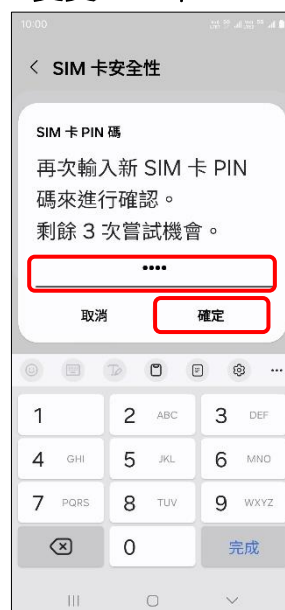 10:00
SIM 卡安全性
SIM 卡 PIN 碼
再次輸入新 SIM 卡 PIN
碼來進行確認。
剩餘 3 次嘗試機會。
••••
取消 確定
1 2 ABC 3 DEF
4 GHI 5 JKL 6 MNO
7 PQRS 8 TUV 9 WXYZ
0 完成